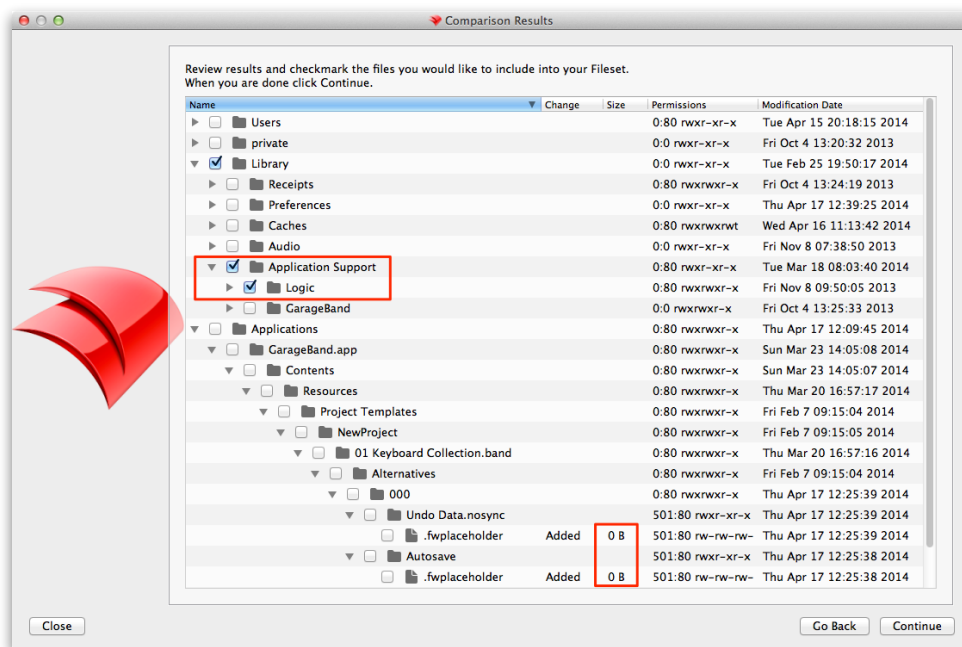 Comparison Results
Review results and checkmark the files you would like to include into your Fileset.
When you are done click Continue.
Name Change Size Permissions Modification Date
Users 0:80 rwxr-xr-x Tue Apr 15 20:18:15 2014
private 0:0 rwxr-xr-x Fri Oct 4 13:20:32 2013
Library 0:0 rwxr-xr-x Tue Feb 25 19:50:17 2014
Receipts 0:80 rwxrwxr-x Fri Oct 4 13:24:19 2013
Preferences 0:0 rwxr-xr-x Thu Apr 17 12:39:25 2014
Caches 0:80 rwxrwxrwt Wed Apr 16 11:13:42 2014
Audio 0:0 rwxr-xr-x Fri Nov 8 07:38:50 2013
Application Support 0:80 rwxr-xr-x Tue Mar 18 08:03:40 2014
Logic 0:80 rwxrwxr-x Fri Nov 8 09:50:05 2013
GarageBand 0:0 rwxrwxr-x Fri Oct 4 13:25:33 2013
Applications 0:80 rwxrwxr-x Thu Apr 17 12:09:45 2014
GarageBand.app 0:80 rwxrwxr-x Sun Mar 23 14:05:08 2014
Contents 0:80 rwxrwxr-x Sun Mar 23 14:05:07 2014
Resources 0:80 rwxrwxr-x Thu Mar 20 16:57:17 2014
Project Templates 0:80 rwxrwxr-x Fri Feb 7 09:15:04 2014
NewProject 0:80 rwxrwxr-x Fri Feb 7 09:15:05 2014
01 Keyboard Collection.band 0:80 rwxrwxr-x Thu Mar 20 16:57:16 2014
Alternatives 0:80 rwxrwxr-x Fri Feb 7 09:15:04 2014
000 0:80 rwxrwxr-x Thu Apr 17 12:25:39 2014
Undo Data.nosync 501:80 rwxr-xr-x Thu Apr 17 12:25:39 2014
.fwplaceholder Added 0 B 501:80 rw-rw-rw- Thu Apr 17 12:25:39 2014
Autosave 501:80 rwxr-xr-x Thu Apr 17 12:25:38 2014
.fwplaceholder Added 0 B 501:80 rw-rw-rw- Thu Apr 17 12:25:38 2014
Close Go Back Continue